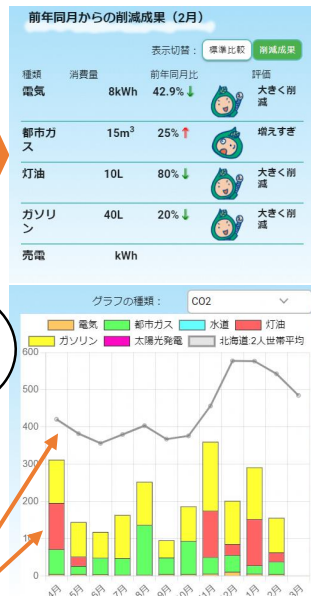 前年同月からの削減成果（2月）
表示切替： 標準比較 削減成果
種類 消費量 前年同月比 評価
電気 8kWh 42.9%⬇ 大きく削
減
都市ガ 15m³ 25%⬆ 増えすぎ
ス
灯油 10L 80%⬇ 大きく削
減
ガソリ 40L 20%⬇ 大きく削
ン 減
売電 kWh
グラフの種類： CO2
電気 都市ガス 水道 灯油
ガソリン 太陽光発電 北海道:2人世帯平均
600
500
400
300
200
0
4月 5月 6月 7月 8月 9月 10月 11月 12月 1月 2月 3月